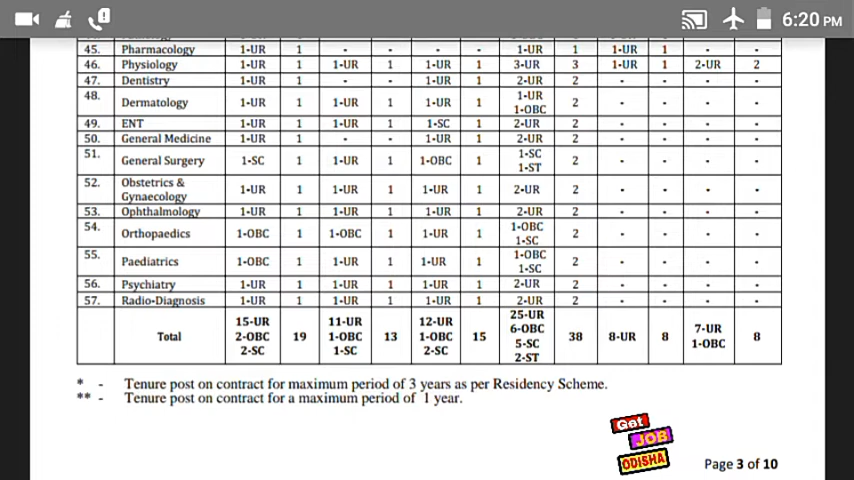 6:20 PM
45. Pharmacology 1-UR 1 - - - - 1-UR 1 1-UR 1 - -
46. Physiology 1-UR 1 1-UR 1 1-UR 1 3-UR 3 1-UR 1 2-UR 2
47. Dentistry 1-UR 1 - - 1-UR 1 2-UR 2 - - - -
48. Dermatology 1-UR 1 1-UR 1 1-UR 1 1-UR 1-OBC 2 - - - -
49. ENT 1-UR 1 1-UR 1 1-SC 1 2-UR 2 - - - -
50. General Medicine 1-UR 1 - - 1-UR 1 2-UR 2 - - - -
51. General Surgery 1-SC 1 1-UR 1 1-OBC 1 1-SC 1-ST 2 - - - -
52. Obstetrics & Gynaecology 1-UR 1 1-UR 1 1-UR 1 2-UR 2 - - - -
53. Ophthalmology 1-UR 1 1-UR 1 1-UR 1 2-UR 2 - - - -
54. Orthopaedics 1-OBC 1 1-OBC 1 1-UR 1 1-OBC 1-SC 2 - - - -
55. Paediatrics 1-OBC 1 1-UR 1 1-UR 1 1-OBC 1-SC 2 - - - -
56. Psychiatry 1-UR 1 1-UR 1 1-UR 1 2-UR 2 - - - -
57. Radio-Diagnosis 1-UR 1 1-UR 1 1-UR 1 2-UR 2 - - - -
Total 15-UR 2-OBC 2-SC 19 11-UR 1-OBC 1-SC 13 12-UR 1-OBC 2-SC 15 25-UR 6-OBC 5-SC 2-ST 38 8-UR 8 7-UR 1-OBC 8
* - Tenure post on contract for maximum period of 3 years as per Residency Scheme.
** - Tenure post on contract for a maximum period of 1 year.
Get
JOB
ODISHA
Page 3 of 10